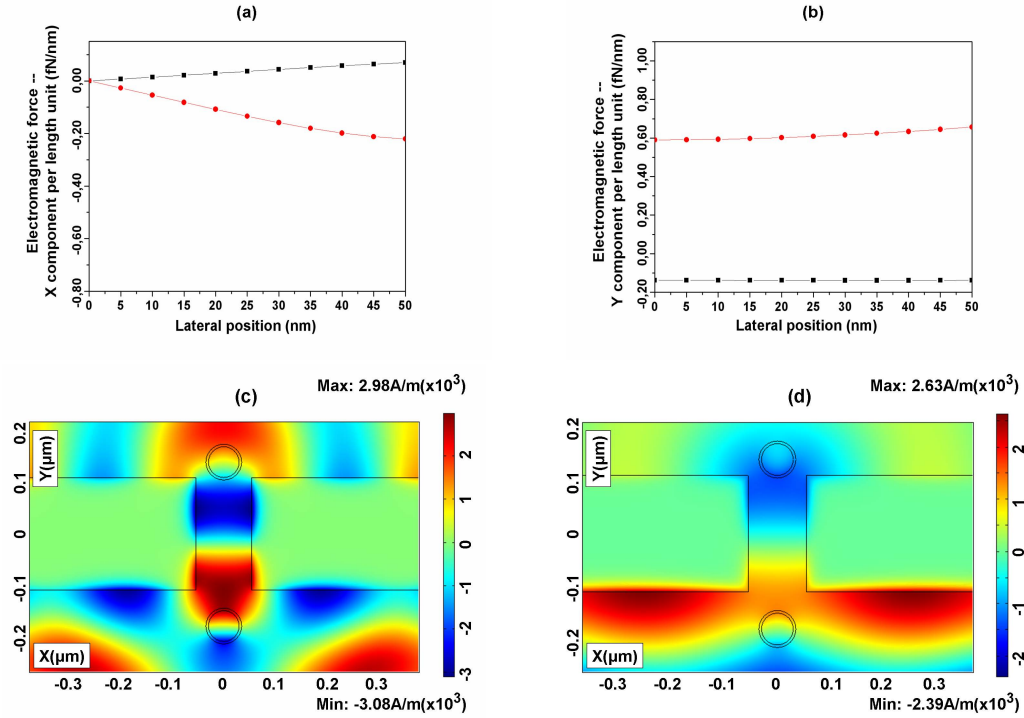 (a)
Electromagnetic force --
X component per length unit (fN/nm)
0,00
-0,20
-0,40
-0,60
-0,80
0 5 10 15 20 25 30 35 40 45 50
Lateral position (nm)
(b)
Electromagnetic force --
Y component per length unit (fN/nm)
1,00
0,80
0,60
0,40
0,20
0,00
-0,20
0 5 10 15 20 25 30 35 40 45 50
Lateral position (nm)
Max: 2.98A/m(x10³)
(c)
Y(µm)
0.2
0.1
0
-0.1
-0.2
X(µm)
-0.3 -0.2 -0.1 0 0.1 0.2 0.3
2
1
0
-1
-2
-3
Min: -3.08A/m(x10³)
Max: 2.63A/m(x10³)
(d)
Y(µm)
0.2
0.1
0
-0.1
-0.2
X(µm)
-0.3 -0.2 -0.1 0 0.1 0.2 0.3
2
1
0
-1
-2
Min: -2.39A/m(x10³)